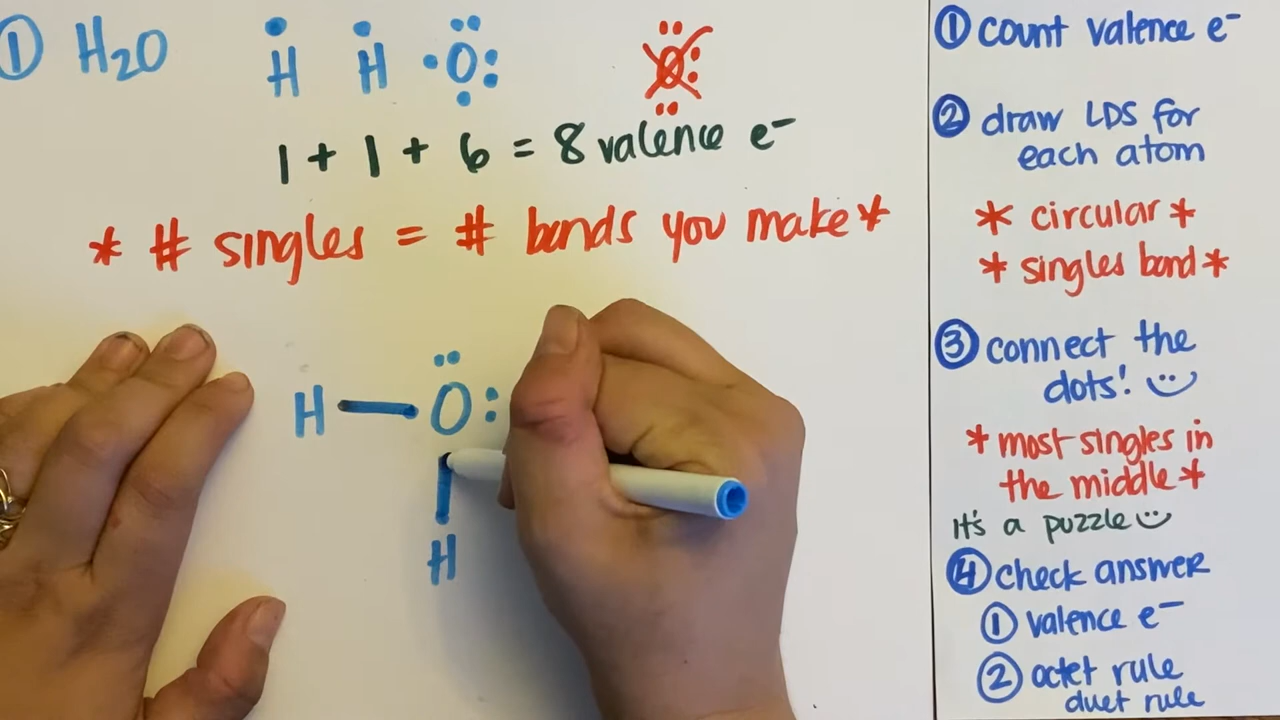 ① H₂O H H O O
1 + 1 + 6 = 8 valence e⁻
* # singles = # bonds you make *
H — O
H
① count valence e⁻
② draw LDS for
each atom
* circular *
* singles bond *
③ connect the
dots!
* most singles in
the middle *
it's a puzzle
④ check answer
① valence e⁻
② octet rule
duet rule